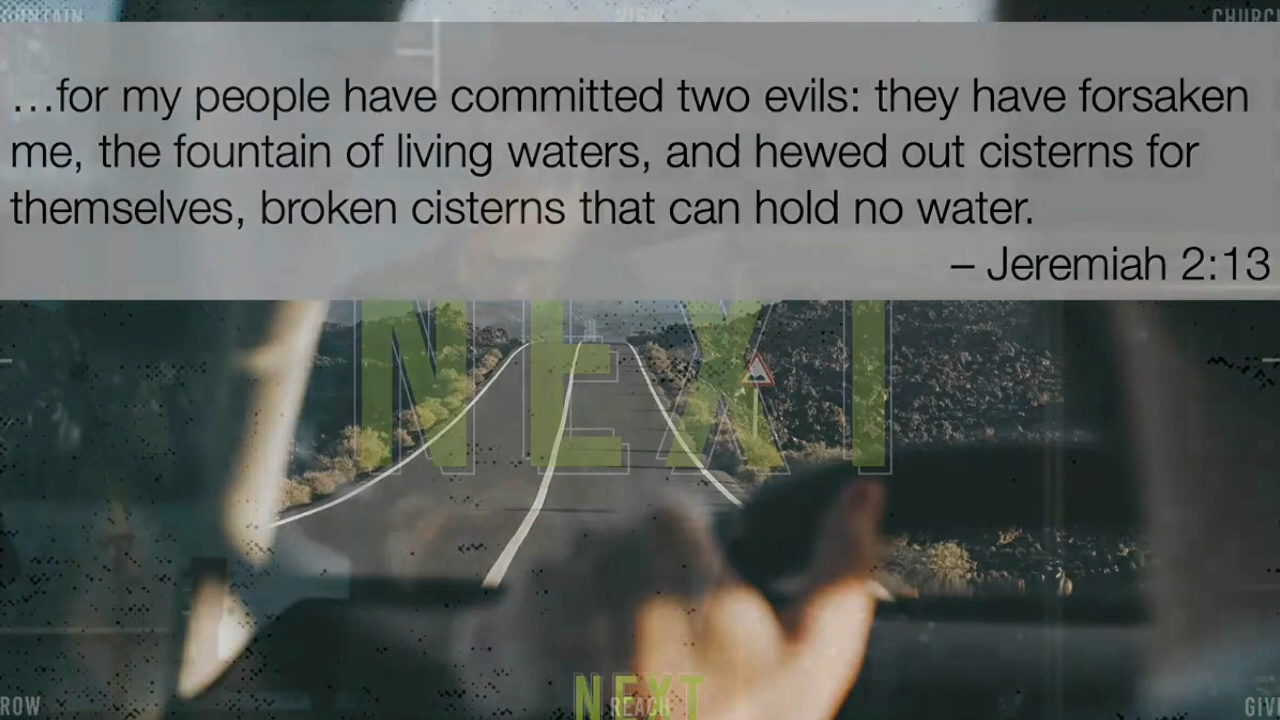 CHURC
…for my people have committed two evils: they have forsaken
me, the fountain of living waters, and hewed out cisterns for
themselves, broken cisterns that can hold no water.
– Jeremiah 2:13
NEXT
NEXT
ROW
REACH
GIV